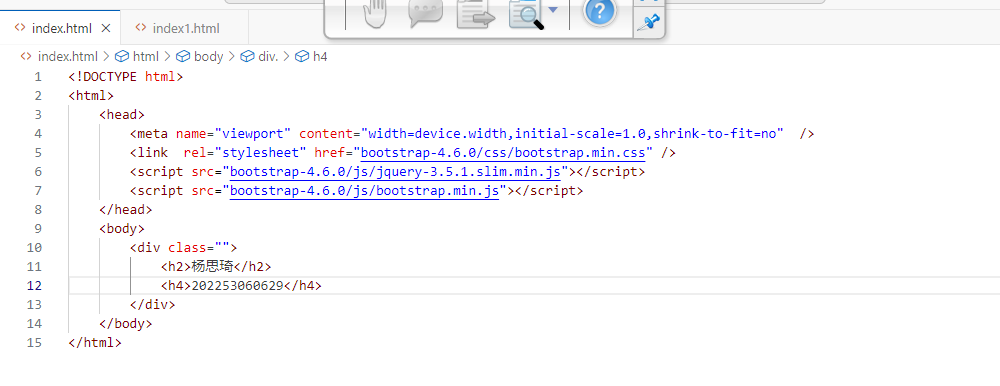 index.html × index1.html
index.html > html > body > div. > h4
1 <!DOCTYPE html>
2 <html>
3 <head>
4 <meta name="viewport" content="width=device.width,initial-scale=1.0,shrink-to-fit=no"  />
5 <link  rel="stylesheet" href="bootstrap-4.6.0/css/bootstrap.min.css" />
6 <script src="bootstrap-4.6.0/js/jquery-3.5.1.slim.min.js"></script>
7 <script src="bootstrap-4.6.0/js/bootstrap.min.js"></script>
8 </head>
9 <body>
10 <div class="">
11 <h2>杨思琦</h2>
12 <h4>202253060629</h4>
13 </div>
14 </body>
15 </html>